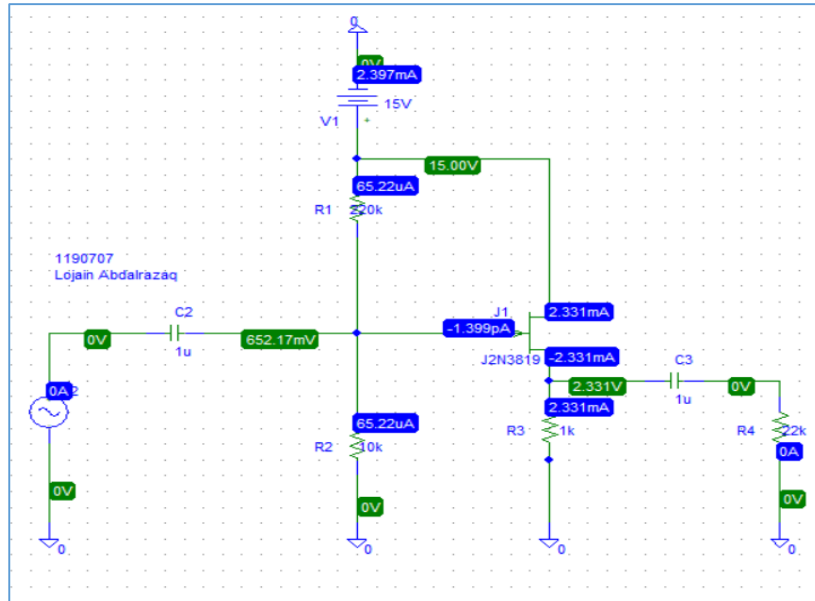 0
0V
2.397mA
15V
V1
+
15.00V
65.22uA
R1 220k
1190707
Lojain Abdalrazaq
C2
J1
2.331mA
-1.399pA
0V
652.17mV
1u
J2N3819
-2.331mA
C3
2.331V
0V
0A
1u
2.331mA
65.22uA
R3
1k
R4
22k
R2
10k
0A
0V
0V
0V
0
0
0
0